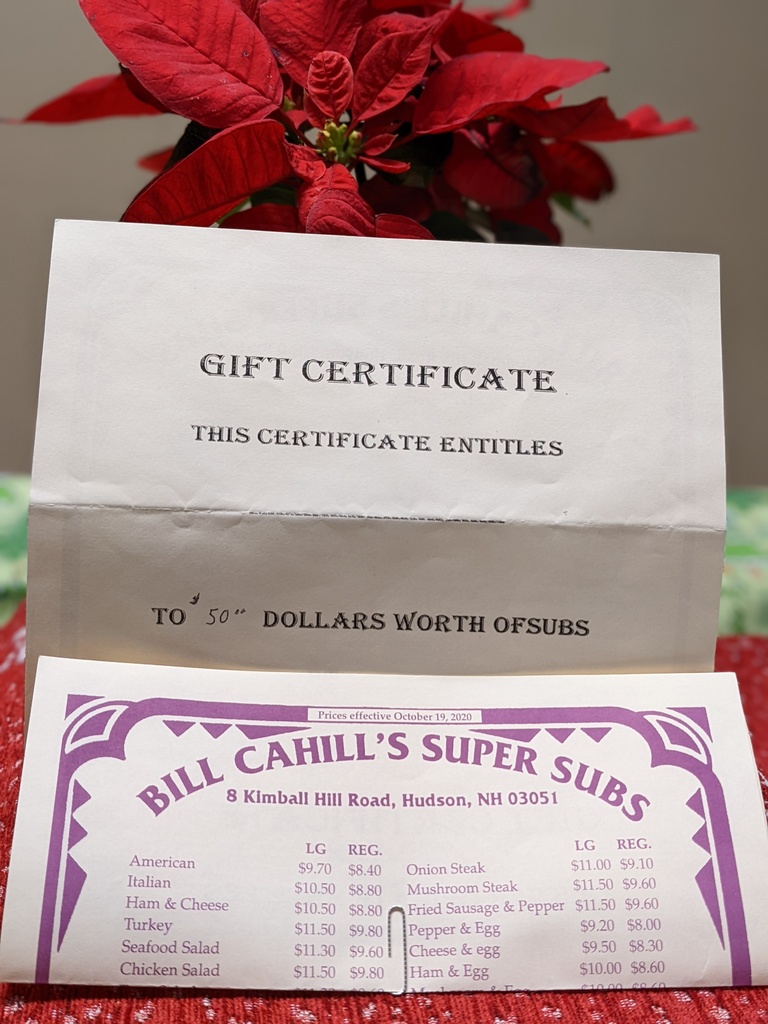 GIFT CERTIFICATE
THIS CERTIFICATE ENTITLES
TO $50.00 DOLLARS WORTH OFSUBS
Prices effective October 19, 2020
BILL CAHILL'S SUPER SUBS
8 Kimball Hill Road, Hudson, NH 03051
LG REG. LG REG.
American $9.70 $8.40 Onion Steak $11.00 $9.10
Italian $10.50 $8.80 Mushroom Steak $11.50 $9.60
Ham & Cheese $10.50 $8.80 Fried Sausage & Pepper $11.50 $9.60
Turkey $11.50 $9.80 Pepper & Egg $9.20 $8.00
Seafood Salad $11.30 $9.60 Cheese & egg $9.50 $8.30
Chicken Salad $11.50 $9.80 Ham & Egg $10.00 $8.60